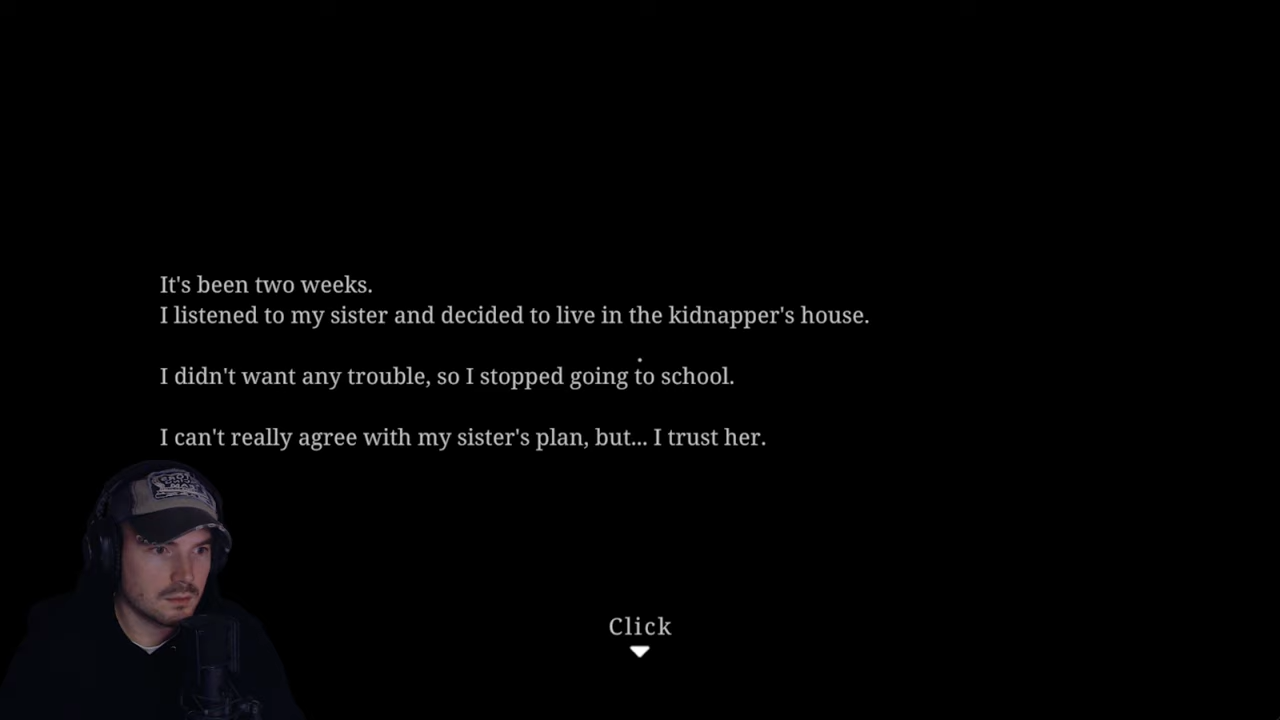 It's been two weeks.
I listened to my sister and decided to live in the kidnapper's house.
I didn't want any trouble, so I stopped going to school.
I can't really agree with my sister's plan, but... I trust her.
Click